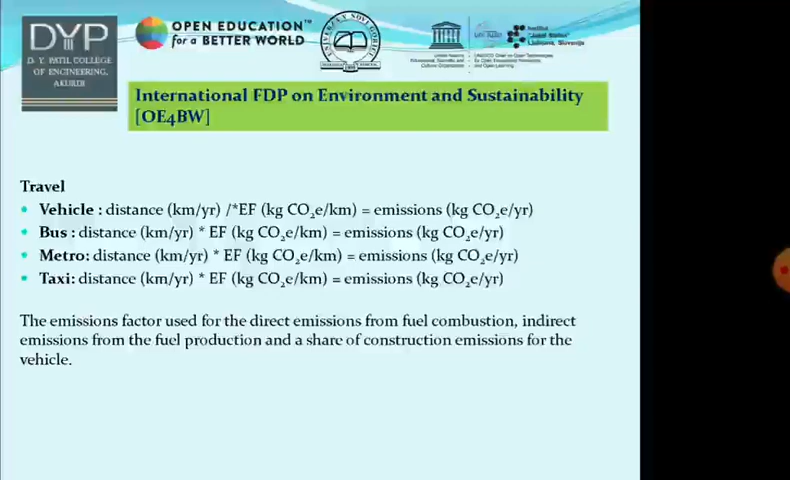 DYP
D. Y. PATIL COLLEGE
OF ENGINEERING,
AKURDI
OPEN EDUCATION™
for a BETTER WORLD
International FDP on Environment and Sustainability
[OE4BW]
Travel
• Vehicle : distance (km/yr) /*EF (kg CO₂e/km) = emissions (kg CO₂e/yr)
• Bus : distance (km/yr) * EF (kg CO₂e/km) = emissions (kg CO₂e/yr)
• Metro: distance (km/yr) * EF (kg CO₂e/km) = emissions (kg CO₂e/yr)
• Taxi: distance (km/yr) * EF (kg CO₂e/km) = emissions (kg CO₂e/yr)
The emissions factor used for the direct emissions from fuel combustion, indirect
emissions from the fuel production and a share of construction emissions for the
vehicle.